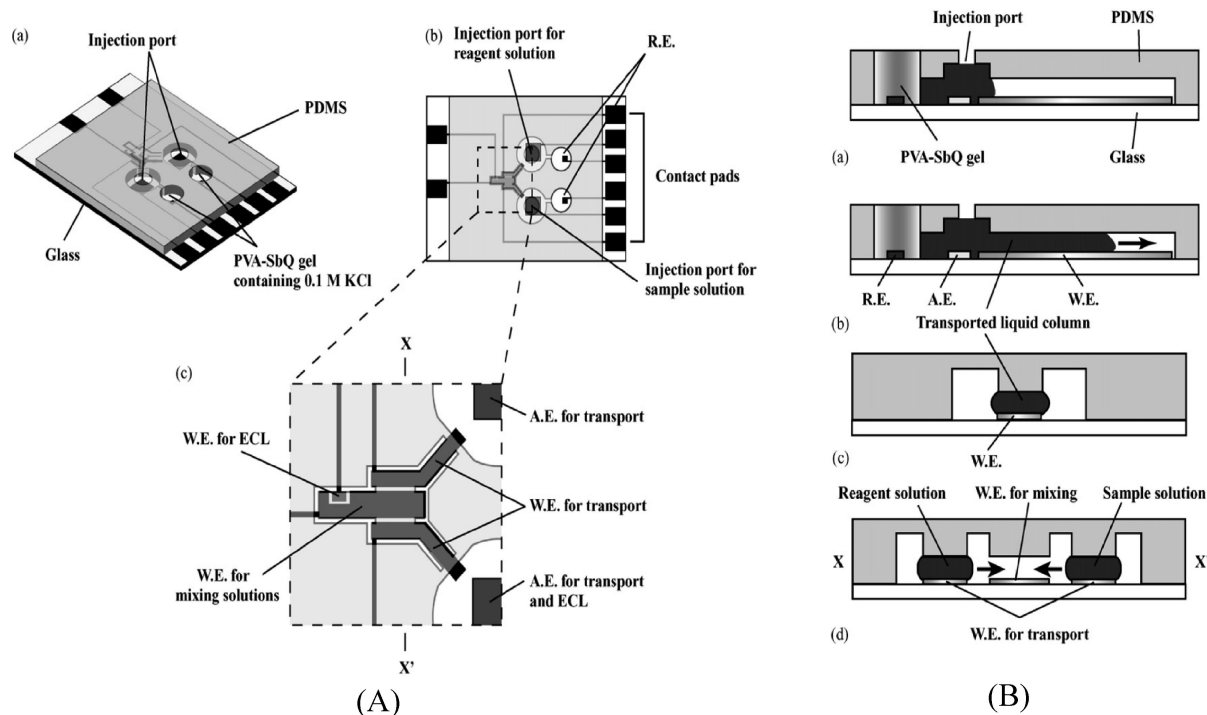 (a)
Injection port
PDMS
Glass
PVA-SbQ gel
containing 0.1 M KCl
(b)
Injection port for
reagent solution
R.E.
Contact pads
Injection port for
sample solution
(c)
X
A.E. for transport
W.E. for ECL
W.E. for transport
W.E. for
mixing solutions
A.E. for transport
and ECL
X'
(A)
Injection port
PDMS
PVA-SbQ gel
Glass
(a)
R.E.
A.E.
W.E.
(b)
Transported liquid column
W.E.
(c)
Reagent solution
W.E. for mixing
Sample solution
X
X'
W.E. for transport
(d)
(B)